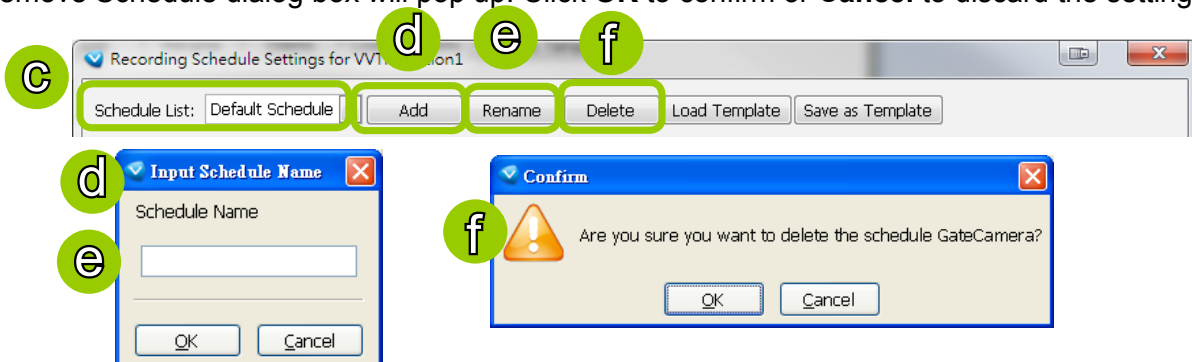 emove Schedule dialog box will pop up. Click OK to confirm or Cancel to discard the setting
d e f
c
Recording Schedule Settings for
Schedule List: Default Schedule Add Rename Delete Load Template Save as Template
d
Input Schedule Name
Schedule Name
e
OK Cancel
Confirm
f
Are you sure you want to delete the schedule GateCamera?
OK Cancel